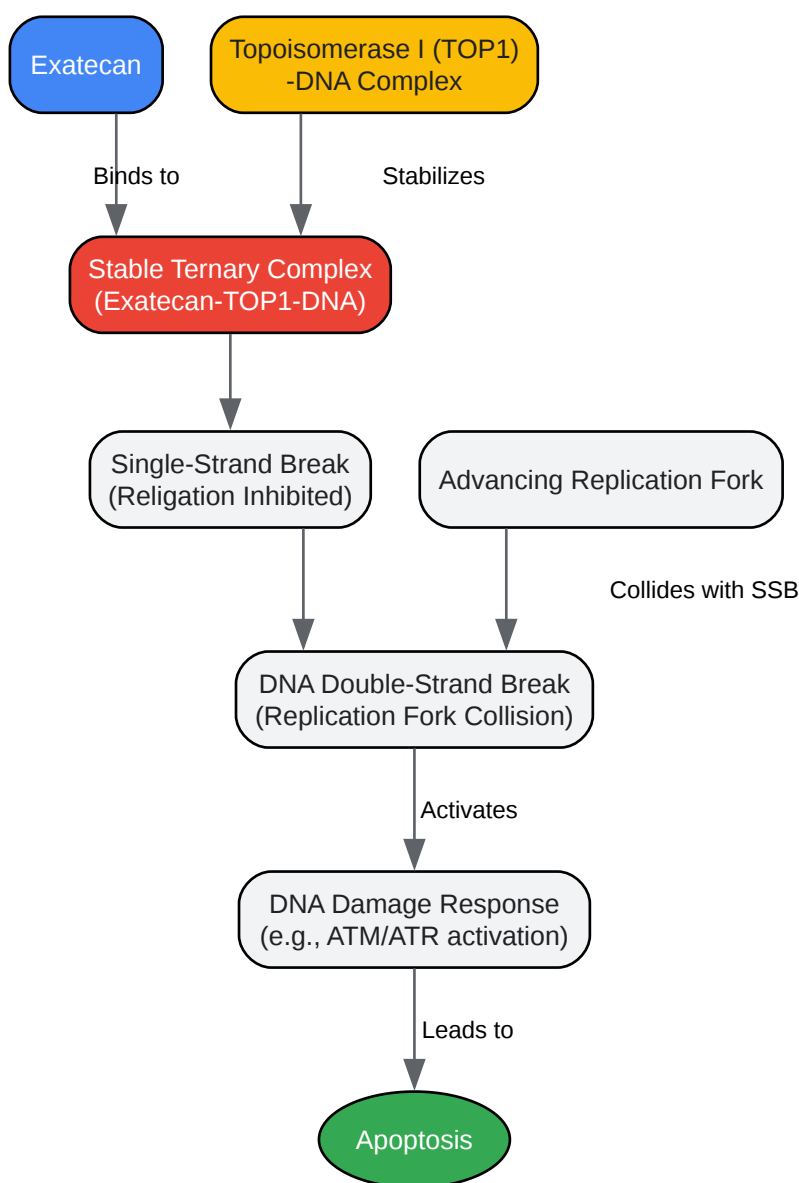 Exatecan
Topoisomerase I (TOP1)
-DNA Complex
Binds to
Stabilizes
Stable Ternary Complex
(Exatecan-TOP1-DNA)
Single-Strand Break
(Religation Inhibited)
Advancing Replication Fork
Collides with SSB
DNA Double-Strand Break
(Replication Fork Collision)
Activates
DNA Damage Response
(e.g., ATM/ATR activation)
Leads to
Apoptosis